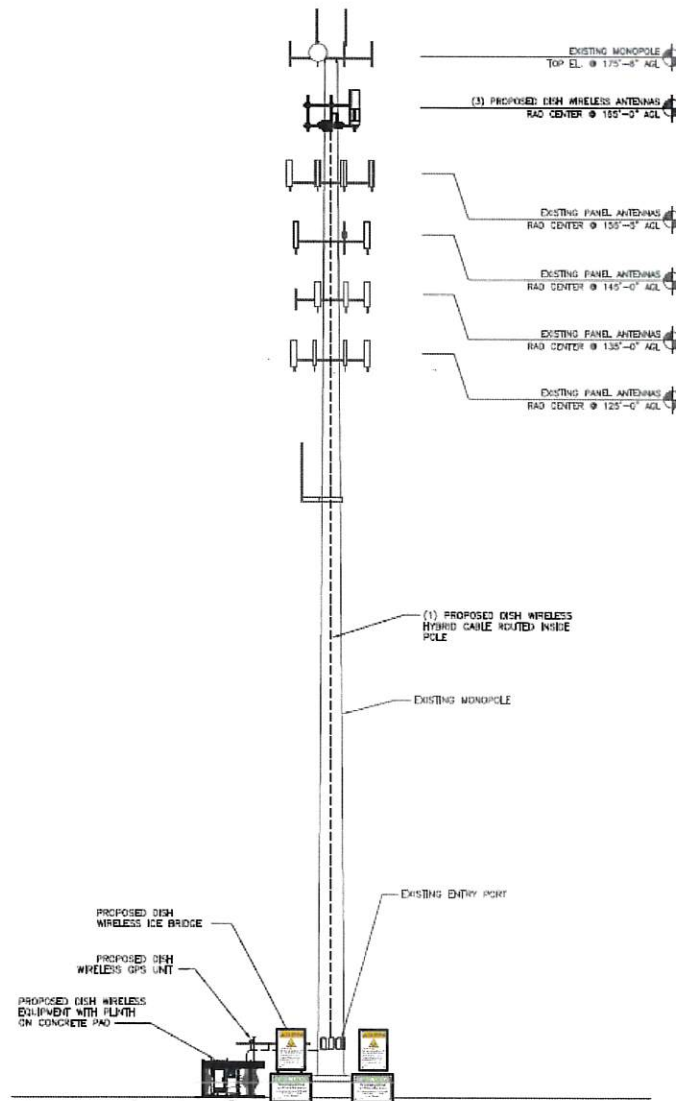 EXISTING MONOPOLE
TOP EL. @ 175'-6" AGL
(3) PROPOSED DISH WIRELESS ANTENNAS
RAD CENTER @ 165'-0" AGL
EXISTING PANEL ANTENNAS
RAD CENTER @ AGL
EXISTING PANEL ANTENNAS
RAD CENTER @ 145'-0" AGL
EXISTING PANEL ANTENNAS
RAD CENTER @ 135'-0" AGL
EXISTING PANEL ANTENNAS
RAD CENTER @ 125'-0" AGL
(1) PROPOSED DISH WIRELESS
HYBRID CABLE ROUTED INSIDE
POLE
EXISTING MONOPOLE
EXISTING ENTRY PORT
PROPOSED DISH
WIRELESS ICE BRIDGE
PROPOSED DISH
WIRELESS GPS UNIT
PROPOSED DISH WIRELESS
EQUIPMENT WITH PLINTH
ON CONCRETE PAD